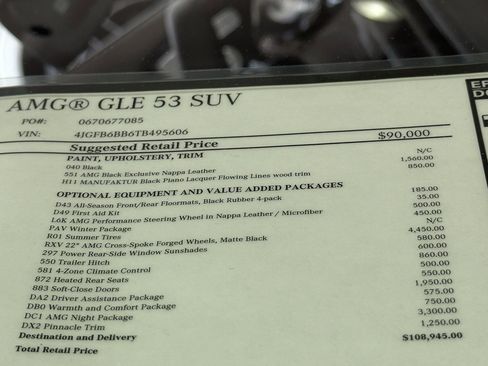 AMG® GLE 53 SUV
PO#: 0670677085
VIN: 4JGFB6BB6TB495606
Suggested Retail Price $90,000
PAINT, UPHOLSTERY, TRIM
040 Black N/C
551 AMG Black Exclusive Nappa Leather 1,560.00
H11 MANUFAKTUR Black Piano Lacquer Flowing Lines wood trim 850.00
OPTIONAL EQUIPMENT AND VALUE ADDED PACKAGES
D43 All-Season Front/Rear Floormats, Black Rubber 4-pack 185.00
D49 First Aid Kit 35.00
L6K AMG Performance Steering Wheel in Nappa Leather / Microfiber 500.00
PAV Winter Package 450.00
R01 Summer Tires N/C
RXV 22" AMG Cross-Spoke Forged Wheels, Matte Black 4,450.00
297 Power Rear-Side Window Sunshades 580.00
550 Trailer Hitch 600.00
581 4-Zone Climate Control 860.00
872 Heated Rear Seats 500.00
883 Soft-Close Doors 550.00
DA2 Driver Assistance Package 1,950.00
DB0 Warmth and Comfort Package 575.00
DC1 AMG Night Package 750.00
DX2 Pinnacle Trim 3,300.00
Destination and Delivery 1,250.00
Total Retail Price $108,945.00